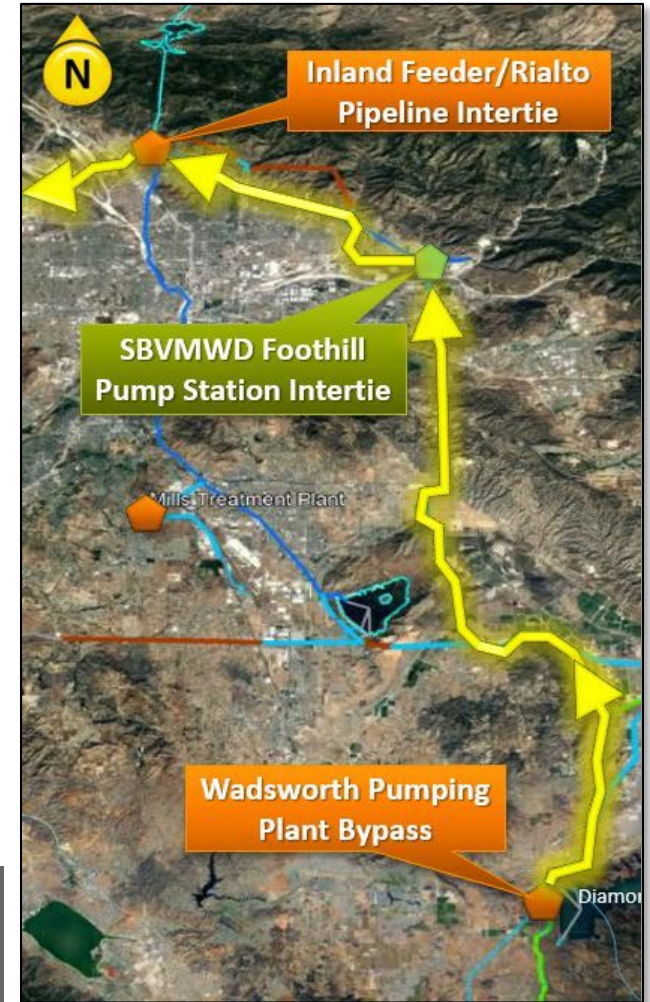 N
Inland Feeder/Rialto
Pipeline Intertie
SBVMWD Foothill
Pump Station Intertie
Mills Treatment Plant
Wadsworth Pumping
Plant Bypass
Diamo